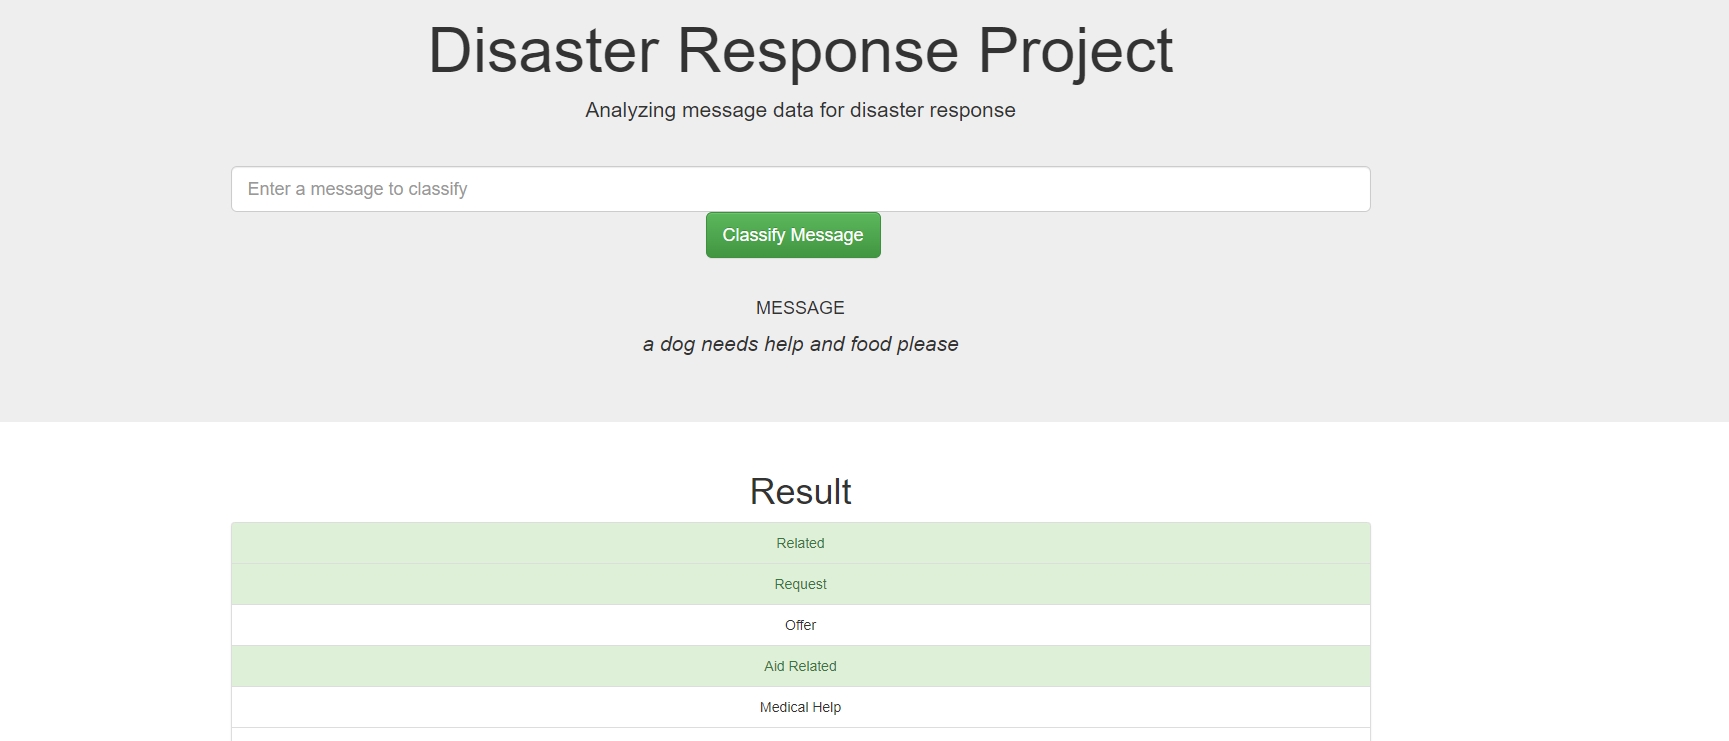 Disaster Response Project
Analyzing message data for disaster response
Enter a message to classify
Classify Message
MESSAGE
a dog needs help and food please
Result
Related
Request
Offer
Aid Related
Medical Help